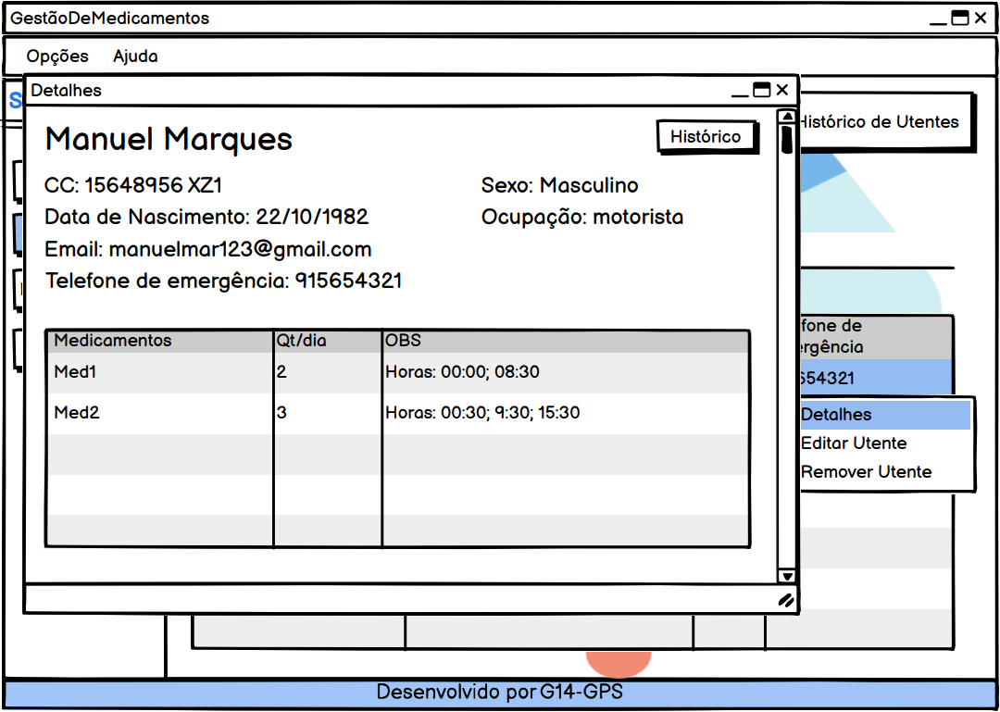 GestãoDeMedicamentos
Opções Ajuda
S
Detalhes
Histórico de Utentes
Manuel Marques
Histórico
CC: 15648956 XZ1
Sexo: Masculino
Data de Nascimento: 22/10/1982
Ocupação: motorista
Email: manuelmar123@gmail.com
Telefone de emergência: 915654321
Medicamentos Qt/dia OBS
Med1 2 Horas: 00:00; 08:30
Med2 3 Horas: 00:30; 9:30; 15:30
fone de
rgência
654321
Detalhes
Editar Utente
Remover Utente
Desenvolvido por G14-GPS